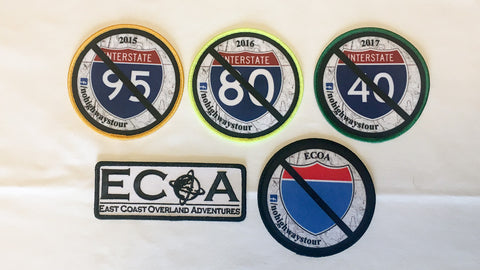 2015
INTERSTATE
95
/nohighwaystour
2016
INTERSTATE
80
/nohighwaystour
2017
INTERSTATE
40
/nohighwaystour
ECOA
EAST COAST OVERLAND ADVENTURES
ECOA
/nohighwaystour